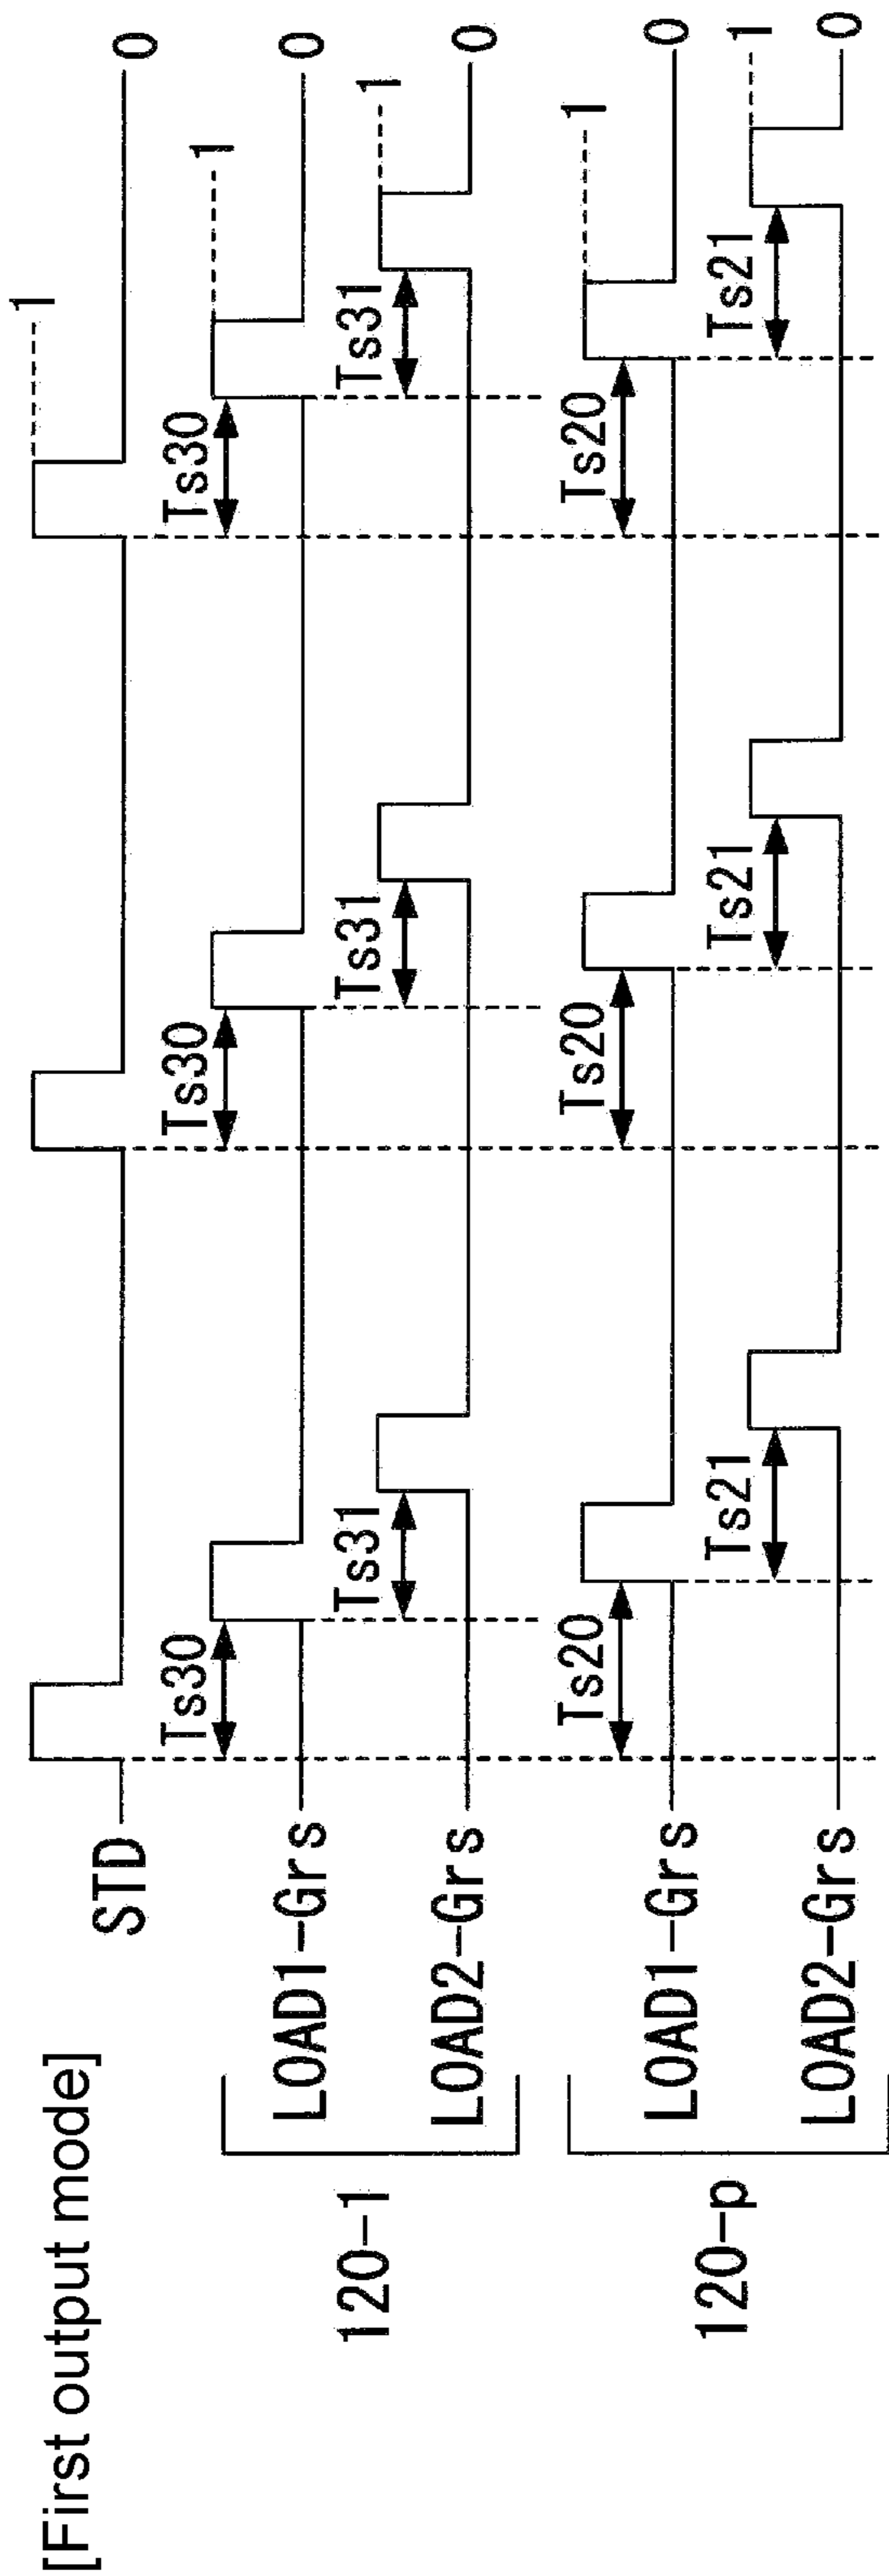 [First output mode]
STD
1
0
120-1
LOAD1-Grs
Ts30
Ts30
Ts30
1
0
LOAD2-Grs
Ts31
Ts31
Ts31
1
0
120-p
LOAD1-Grs
Ts20
Ts20
Ts20
1
0
LOAD2-Grs
Ts21
Ts21
Ts21
1
0